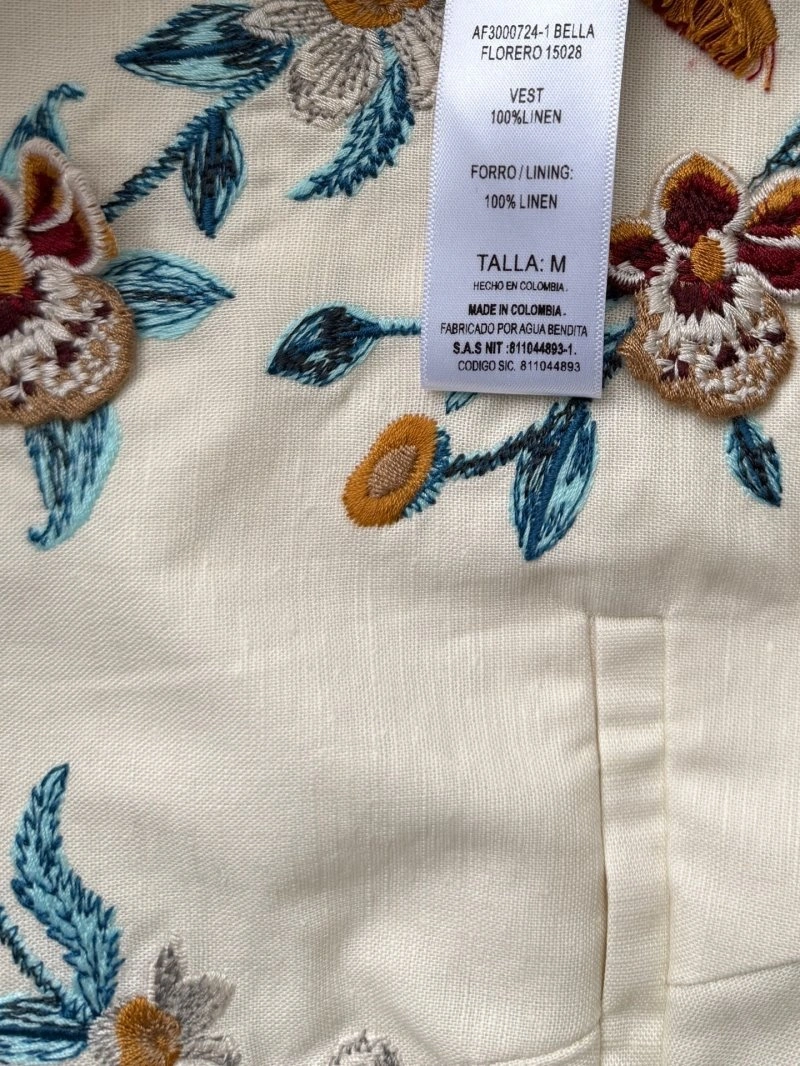 AF3000724-1 BELLA
FLORERO 15028
VEST
100%LINEN
FORRO / LINING:
100% LINEN
TALLA: M
HECHO EN COLOMBIA.
MADE IN COLOMBIA.
FABRICADO POR AGUA BENDITA
S.A.S NIT :811044893-1.
CODIGO SIC. 811044893